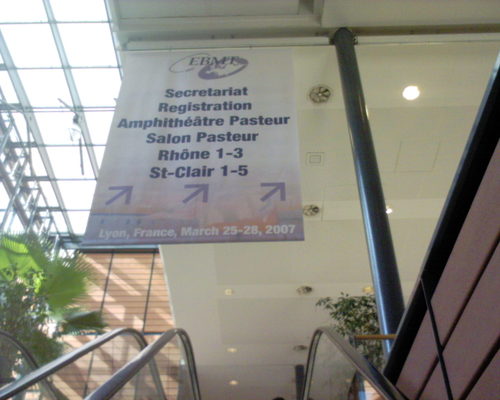 EBMT
Secretariat
Registration
Amphithéâtre Pasteur
Salon Pasteur
Rhône 1-3
St-Clair 1-5
Lyon, France, March 25-28, 2007